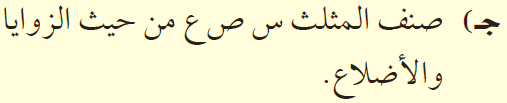 جـ) صنف المثلث س ص ع من حيث الزوايا
والأضلاع.